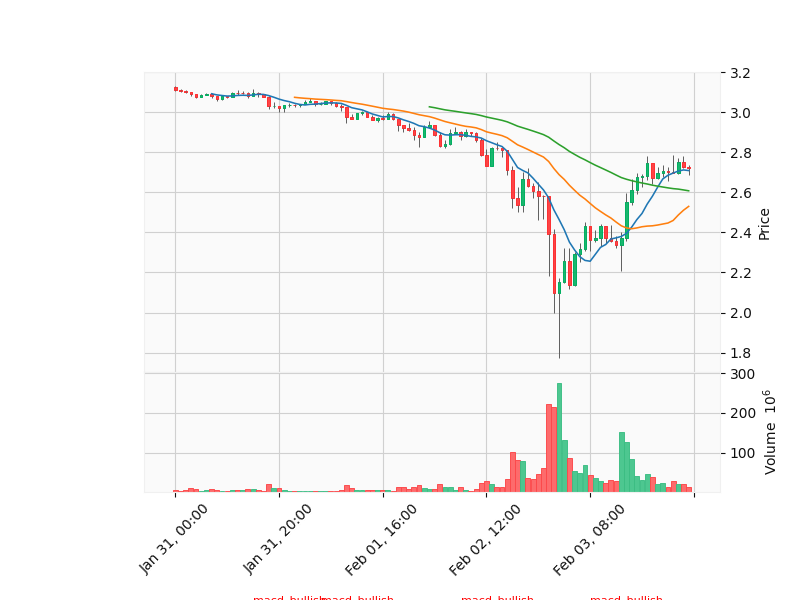 3.2
3.0
2.8
2.6
2.4
2.2
2.0
1.8
Price
300
200
100
Volume 10^6
Jan 31, 00:00
Jan 31, 20:00
Feb 01, 16:00
Feb 02, 12:00
Feb 03, 08:00
macd_bullish
macd_bullish
macd_bullish
macd_bullish